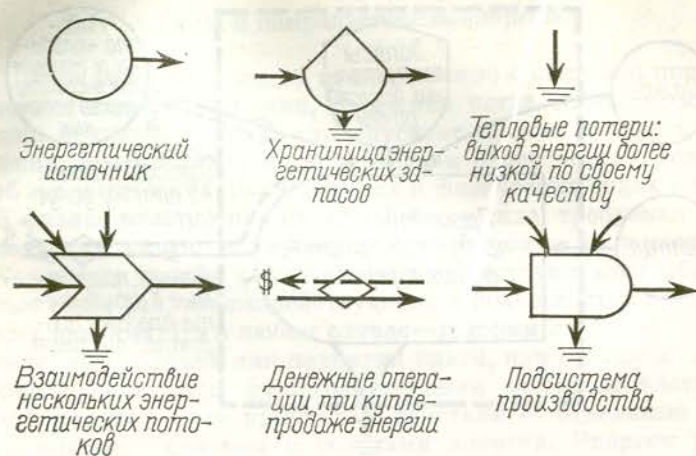 Энергетический
источник
Хранилища энер-
гетических за-
пасов
Тепловые потери:
выход энергии более
низкой по своему
качеству
$
Взаимодействие
нескольких энер-
гетических пото-
ков
Денежные опера-
ции при купле-
продаже энергии
Подсистема
производства